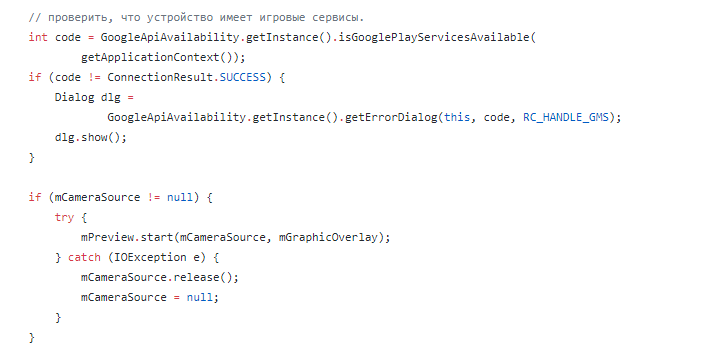 // проверить, что устройство имеет игровые сервисы.
int code = GoogleApiAvailability.getInstance().isGooglePlayServicesAvailable(
        getApplicationContext());
if (code != ConnectionResult.SUCCESS) {
    Dialog dlg =
            GoogleApiAvailability.getInstance().getErrorDialog(this, code, RC_HANDLE_GMS);
    dlg.show();
}

if (mCameraSource != null) {
    try {
        mPreview.start(mCameraSource, mGraphicOverlay);
    } catch (IOException e) {
        mCameraSource.release();
        mCameraSource = null;
    }
}